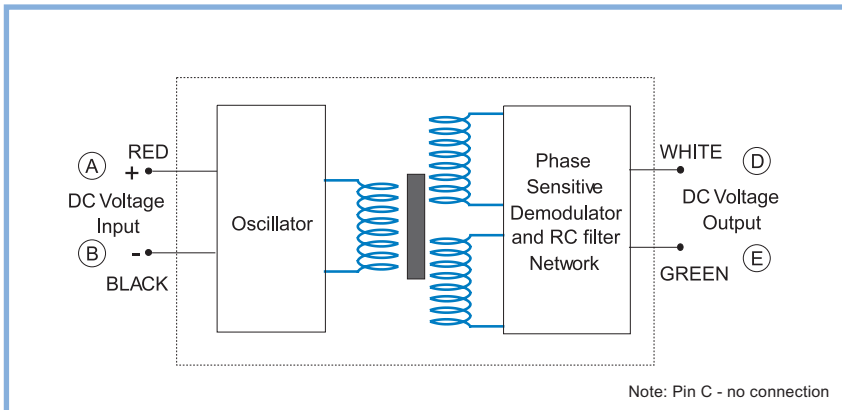 A
RED
+
DC Voltage
Input
B
-
BLACK
Oscillator
Phase
Sensitive
Demodulator
and RC filter
Network
WHITE
D
DC Voltage
Output
E
GREEN
Note: Pin C - no connection